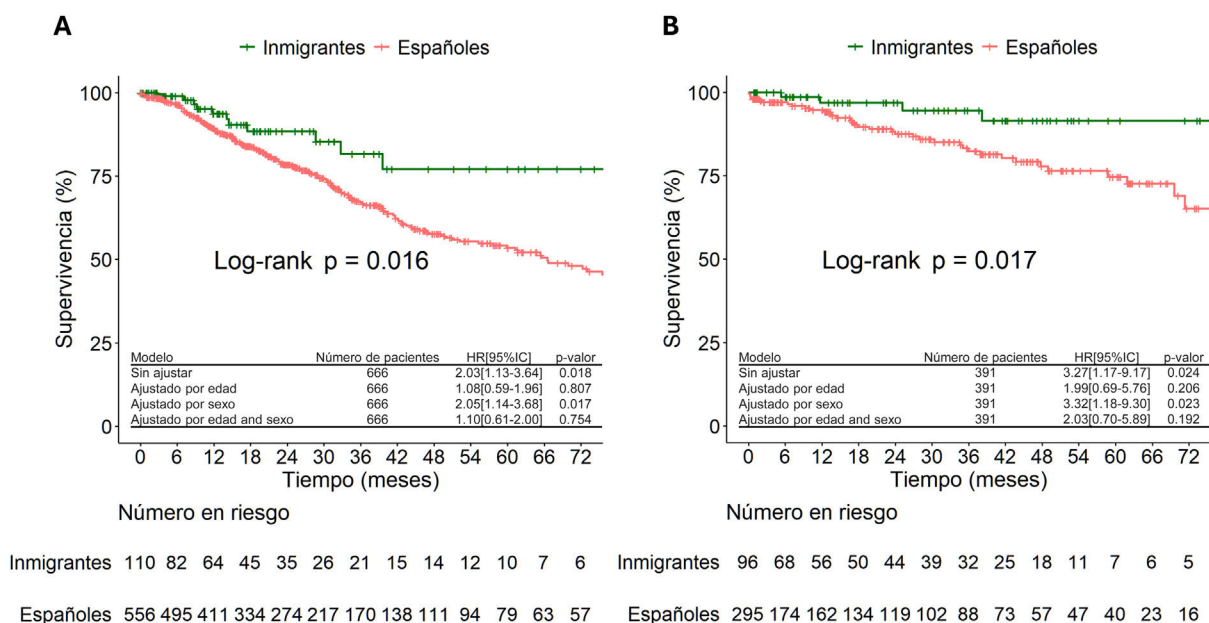 A
Inmigrantes Españoles
Supervivencia (%)
100
75
50
25
0
Log-rank p = 0.016
Modelo Número de pacientes HR[95%IC] p-valor
Sin ajustar 666 2.03[1.13-3.64] 0.018
Ajustado por edad 666 1.08[0.59-1.96] 0.807
Ajustado por sexo 666 2.05[1.14-3.68] 0.017
Ajustado por edad and sexo 666 1.10[0.61-2.00] 0.754
0 6 12 18 24 30 36 42 48 54 60 66 72
Tiempo (meses)
Número en riesgo
Inmigrantes 110 82 64 45 35 26 21 15 14 12 10 7 6
Españoles 556 495 411 334 274 217 170 138 111 94 79 63 57
B
Inmigrantes Españoles
Supervivencia (%)
100
75
50
25
0
Log-rank p = 0.017
Modelo Número de pacientes HR[95%IC] p-valor
Sin ajustar 391 3.27[1.17-9.17] 0.024
Ajustado por edad 391 1.99[0.69-5.76] 0.206
Ajustado por sexo 391 3.32[1.18-9.30] 0.023
Ajustado por edad and sexo 391 2.03[0.70-5.89] 0.192
0 6 12 18 24 30 36 42 48 54 60 66 72
Tiempo (meses)
Número en riesgo
Inmigrantes 96 68 56 50 44 39 32 25 18 11 7 6 5
Españoles 295 174 162 134 119 102 88 73 57 47 40 23 16